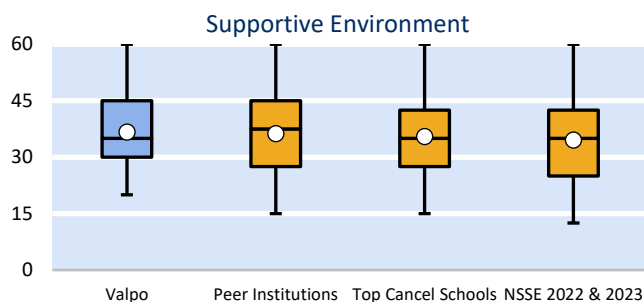 Supportive Environment
60
45
30
15
0
Valpo
Peer Institutions
Top Cancel Schools
NSSE 2022 & 2023